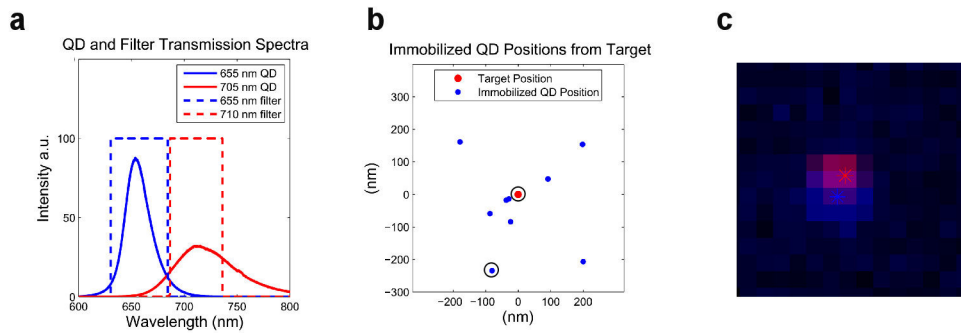 a
QD and Filter Transmission Spectra
655 nm QD
705 nm QD
655 nm filter
710 nm filter
100
50
0
600
650
700
750
800
Intensity a.u.
Wavelength (nm)
b
Immobilized QD Positions from Target
Target Position
Immobilized QD Position
300
200
100
0
−100
−200
−300
−200
−100
0
100
200
300
(nm)
(nm)
c